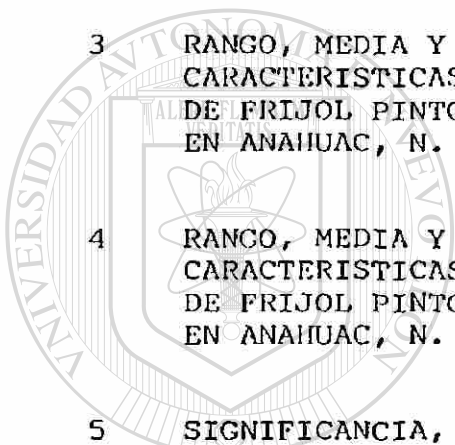 3 RANGO, MEDIA Y
CARACTERISTICAS
DE FRIJOL PINTO
EN ANAHUAC, N.
4 RANGO, MEDIA Y
CARACTERISTICAS
DE FRIJOL PINTO
EN ANAHUAC, N.
5 SIGNIFICANCIA,